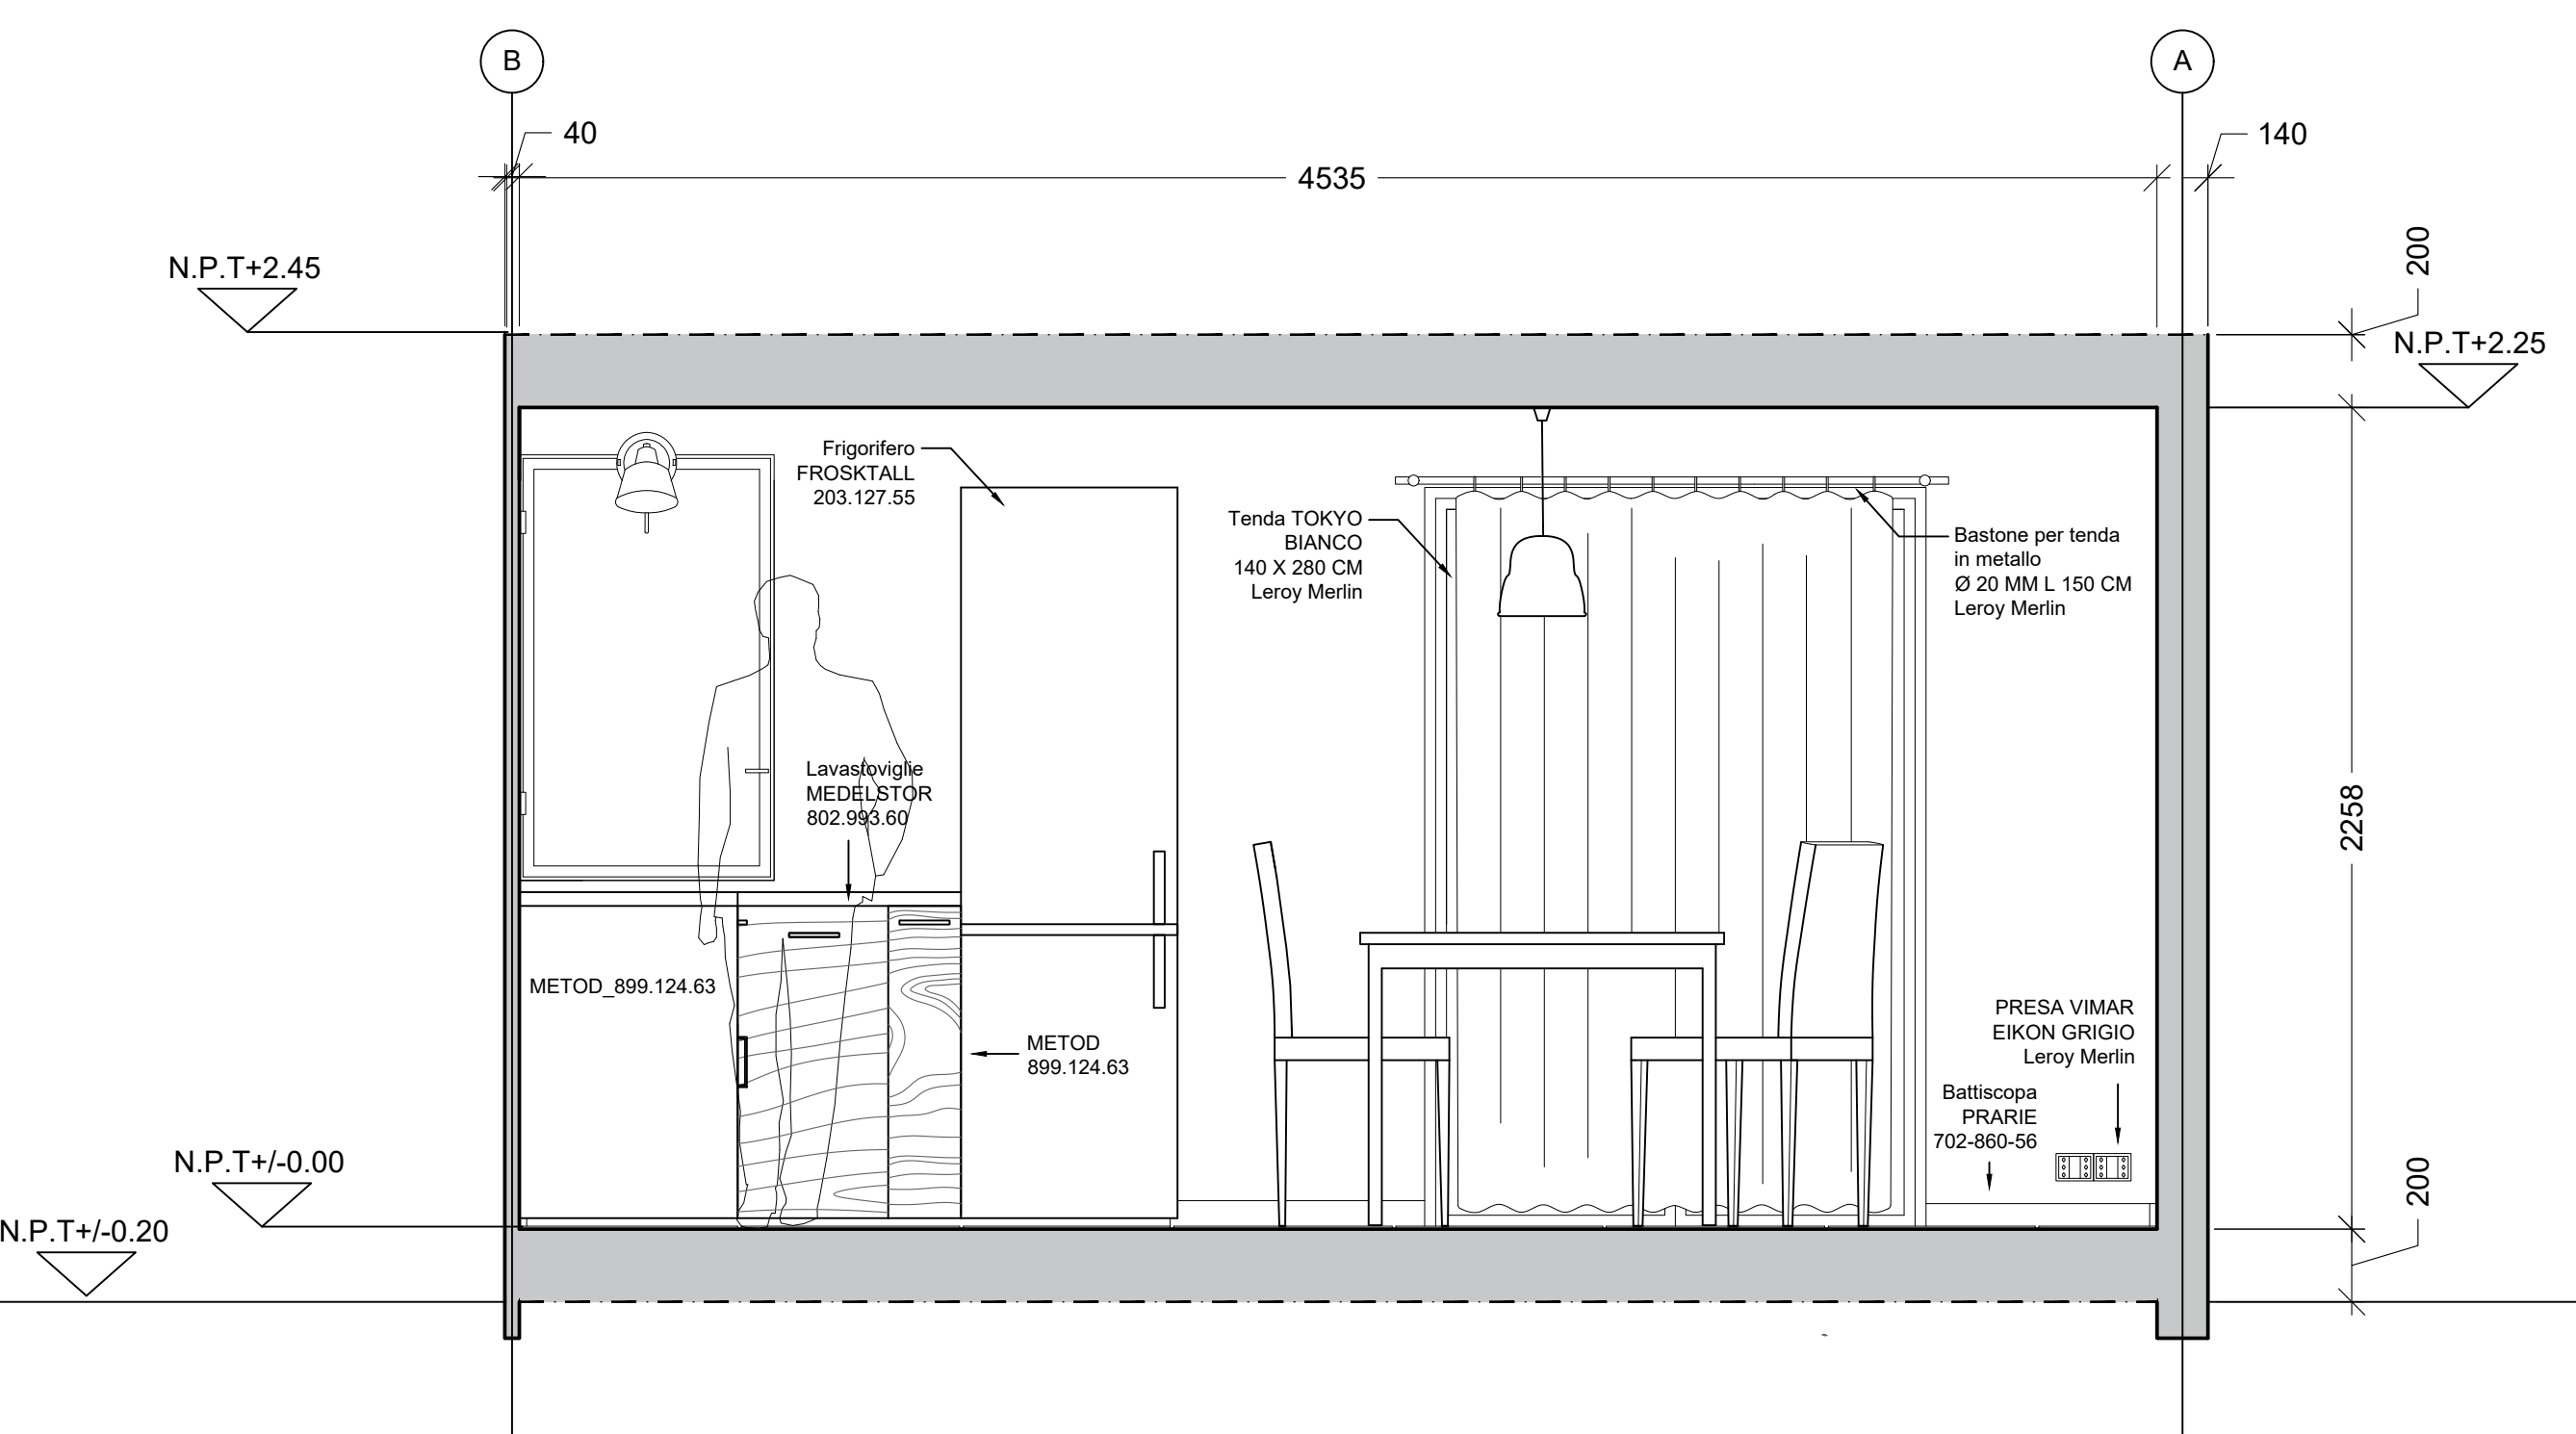 B
A
40
140
4535
200
N.P.T+2.45
N.P.T+2.25
Frigorifero
FROSKTALL
203.127.55
Tenda TOKYO
BIANCO
140 X 280 CM
Leroy Merlin
Bastone per tenda
in metallo
Ø 20 MM L 150 CM
Leroy Merlin
Lavastoviglie
MEDELSTOR
802.993.60
2258
METOD_899.124.63
METOD
899.124.63
PRESA VIMAR
EIKON GRIGIO
Leroy Merlin
Battiscopa
PRARIE
702-860-56
N.P.T+/-0.00
200
N.P.T+/-0.20